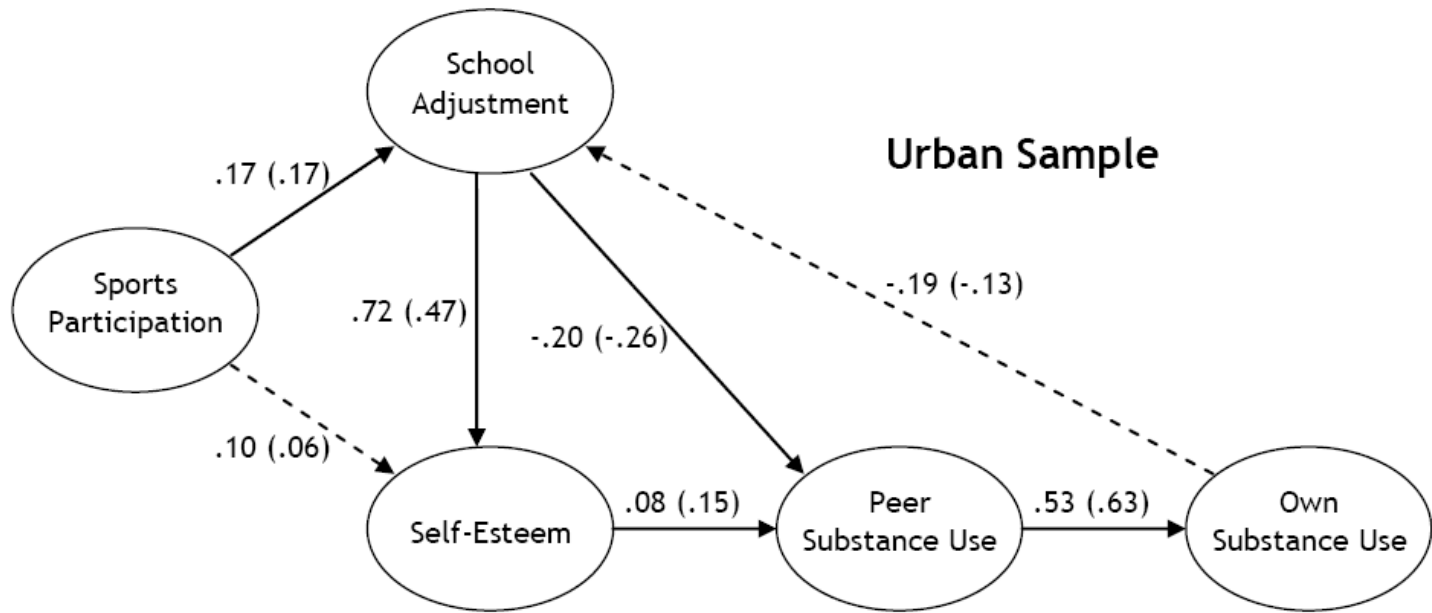 School
Adjustment
Urban Sample
.17 (.17)
Sports
Participation
-.19 (-.13)
.72 (.47)
-.20 (-.26)
.10 (.06)
Self-Esteem
.08 (.15)
Peer
Substance Use
.53 (.63)
Own
Substance Use